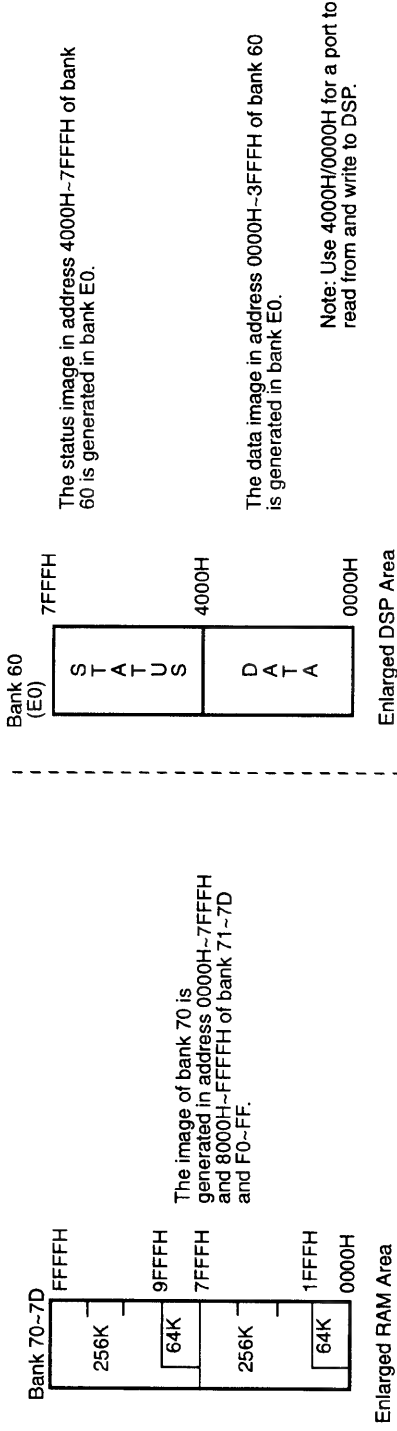 Bank 70~7D
FFFFH
256K
9FFFH
64K
7FFFH
256K
1FFFH
64K
0000H
The image of bank 70 is
generated in address 0000H~7FFFH
and 8000H~FFFFH of bank 71~7D
and F0~FF.
Enlarged RAM Area
Bank 60
(E0)
7FFFH
STATUS
4000H
DATA
0000H
The status image in address 4000H~7FFFH of bank
60 is generated in bank E0.
The data image in address 0000H~3FFFH of bank 60
is generated in bank E0.
Note: Use 4000H/0000H for a port to
read from and write to DSP.
Enlarged DSP Area